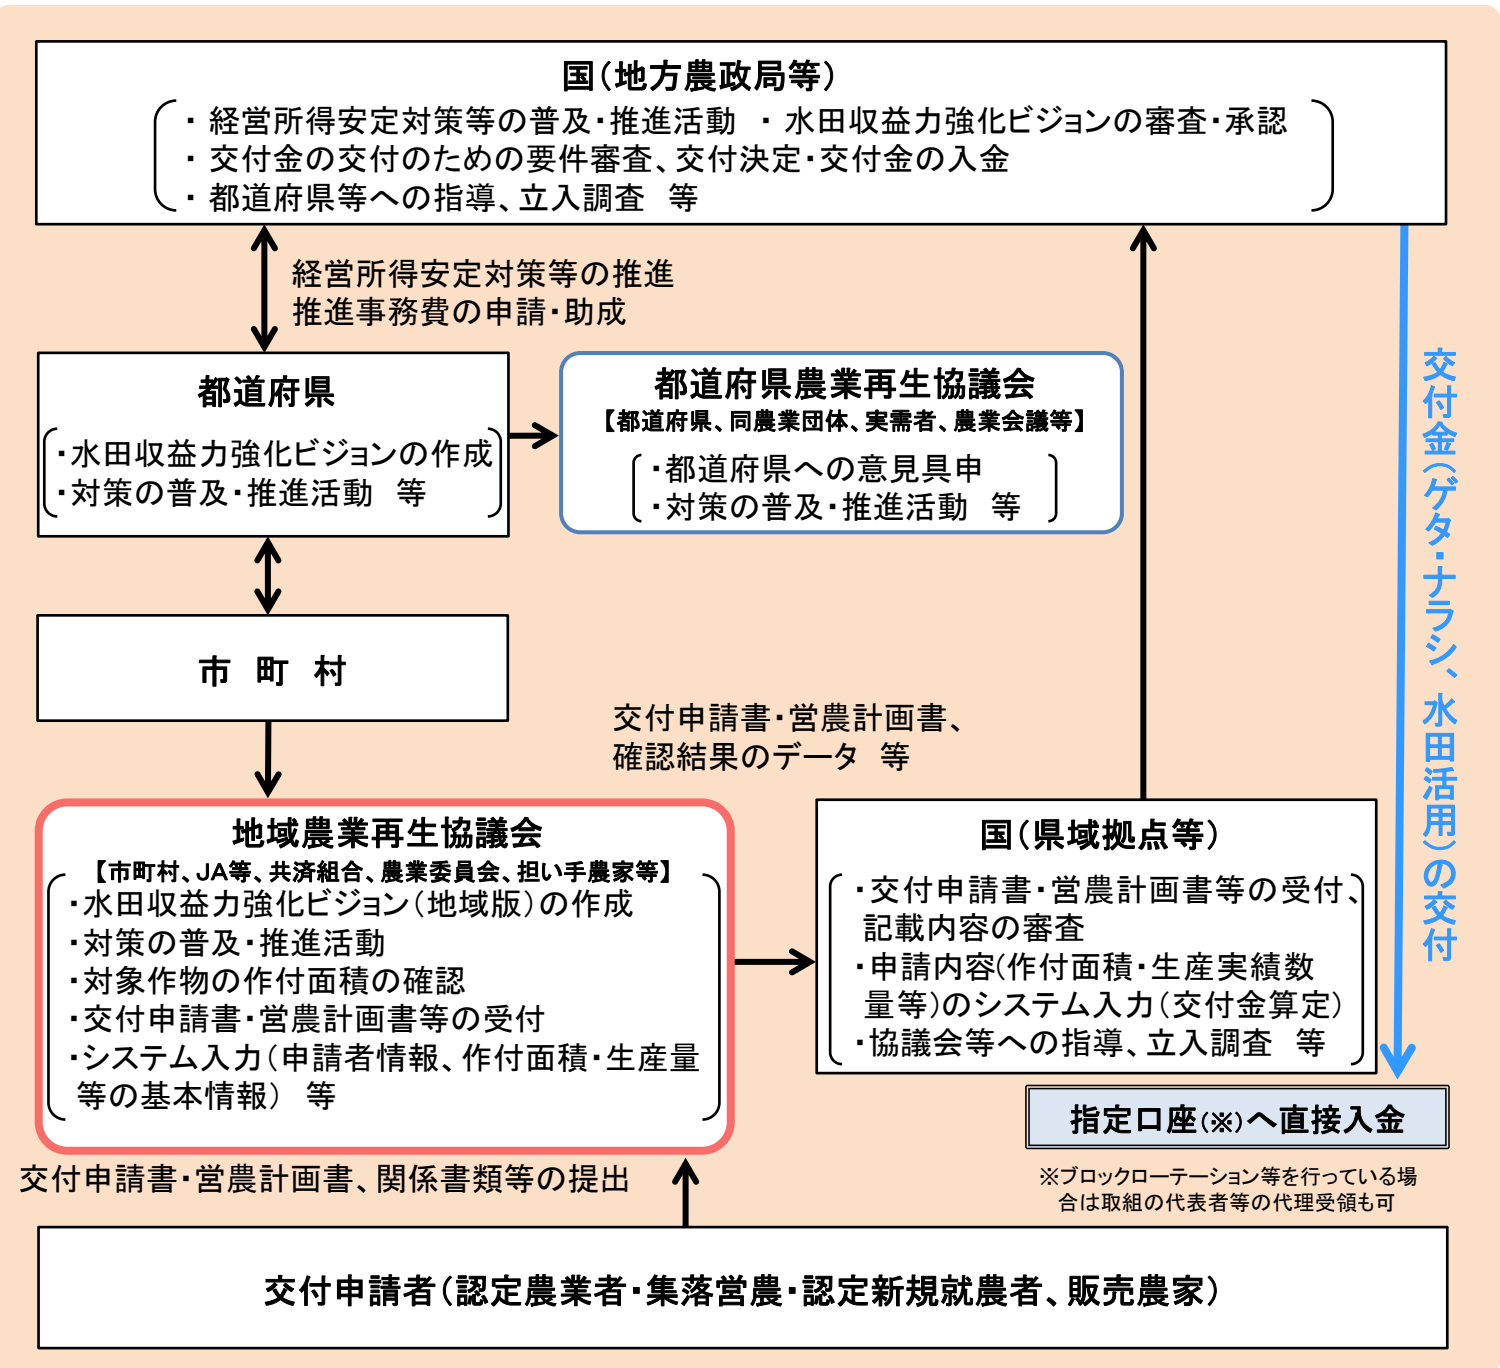 国（地方農政局等）
・ 経営所得安定対策等の普及・推進活動 ・ 水田収益力強化ビジョンの審査・承認
・ 交付金の交付のための要件審査、交付決定・交付金の入金
・ 都道府県等への指導、立入調査 等
経営所得安定対策等の推進
推進事務費の申請・助成
都道府県
・水田収益力強化ビジョンの作成
・対策の普及・推進活動 等
都道府県農業再生協議会
【都道府県、同農業団体、実需者、農業会議等】
・都道府県への意見具申
・対策の普及・推進活動 等
交付金（ゲタ・ナラシ、水田活用）の交付
市 町 村
交付申請書・営農計画書、
確認結果のデータ 等
地域農業再生協議会
【市町村、JA等、共済組合、農業委員会、担い手農家等】
・水田収益力強化ビジョン（地域版）の作成
・対策の普及・推進活動
・対象作物の作付面積の確認
・交付申請書・営農計画書等の受付
・システム入力（申請者情報、作付面積・生産量
等の基本情報） 等
国（県域拠点等）
・交付申請書・営農計画書等の受付、
記載内容の審査
・申請内容(作付面積・生産実績数
量等)のシステム入力（交付金算定）
・協議会等への指導、立入調査 等
指定口座（※）へ直接入金
※ブロックローテーション等を行っている場
合は取組の代表者等の代理受領も可
交付申請書・営農計画書、関係書類等の提出
交付申請者（認定農業者・集落営農・認定新規就農者、販売農家）